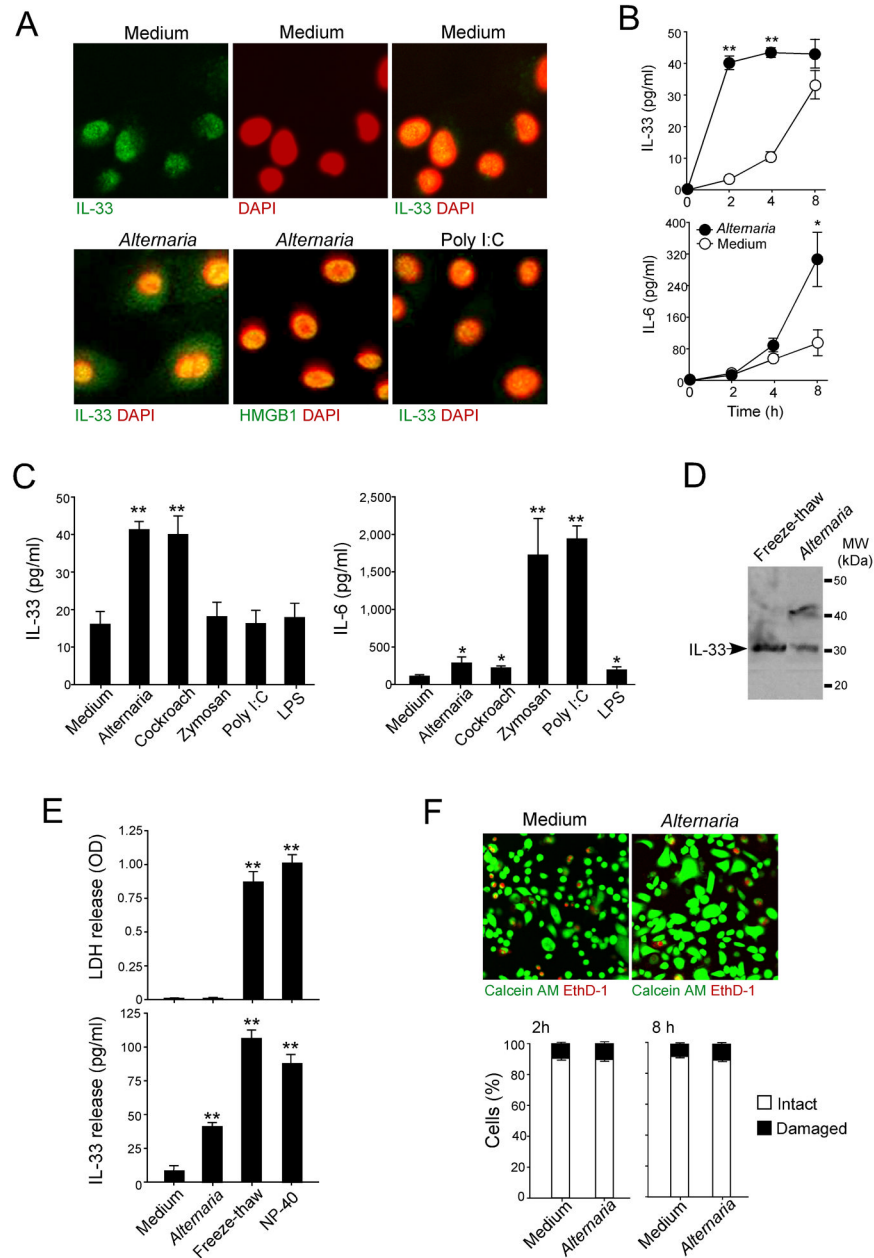 A
Medium Medium Medium
IL-33 DAPI IL-33 DAPI
Alternaria Alternaria Poly I:C
IL-33 DAPI HMGB1 DAPI IL-33 DAPI
B
IL-33 (pg/ml)
50
40
30
20
10
0
** **
0 2 4 8
IL-6 (pg/ml)
400
320
240
160
80
0
Alternaria
Medium
*
0 2 4 8
Time (h)
C
IL-33 (pg/ml)
50
40
30
20
10
0
** **
Medium Alternaria Cockroach Zymosan Poly I:C LPS
IL-6 (pg/ml)
2,500
2,000
1,500
1,000
500
0
* * ** ** *
Medium Alternaria Cockroach Zymosan Poly I:C LPS
D
Freeze-thaw Alternaria MW
(kDa)
50
40
IL-33 30
20
E
LDH release (OD)
1.25
1.00
0.75
0.5
0.25
0
** **
IL-33 release (pg/ml)
125
100
75
50
25
0
** ** **
Medium Alternaria Freeze-thaw NP-40
F
Medium Alternaria
Calcein AM EthD-1 Calcein AM EthD-1
2h 8 h
Cells (%)
100
80
60
40
20
0
Intact
Damaged
Medium Alternaria Medium Alternaria